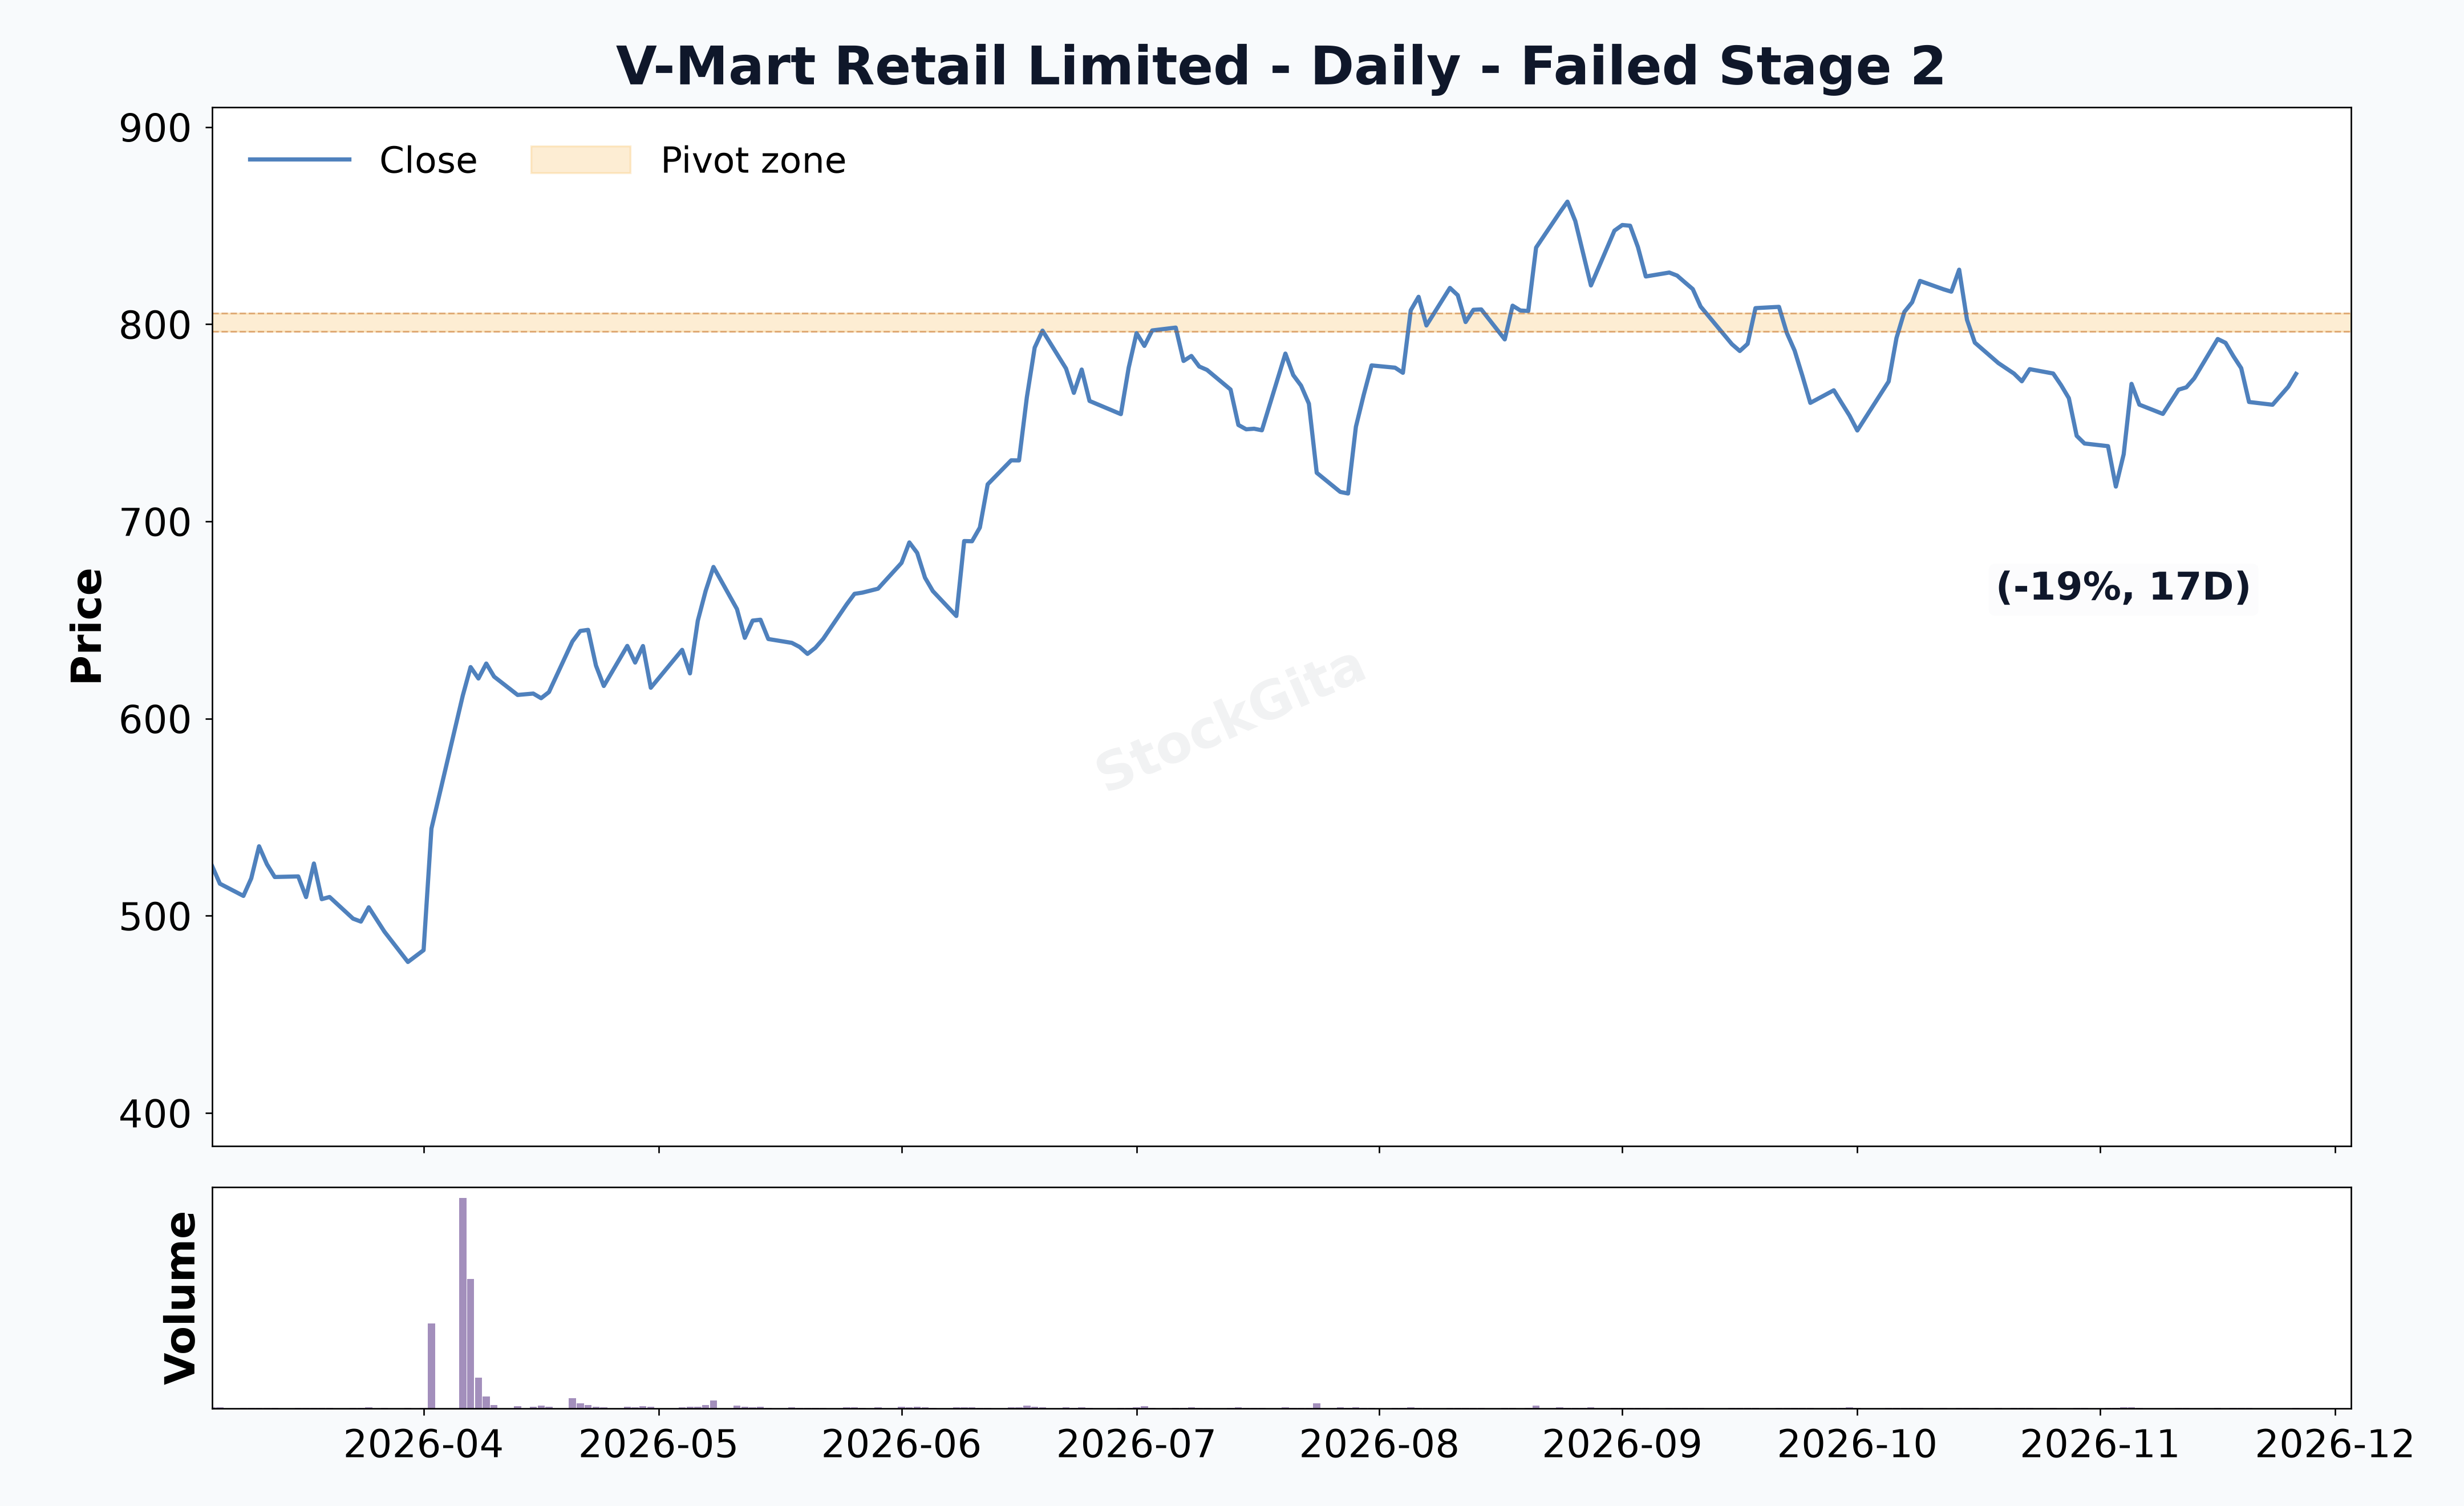 V-Mart Retail Limited - Daily - Failed Stage 2
Close
Pivot zone
900
800
700
600
500
400
Price
(-19%, 17D)
StockGita
Volume
2026-04
2026-05
2026-06
2026-07
2026-08
2026-09
2026-10
2026-11
2026-12